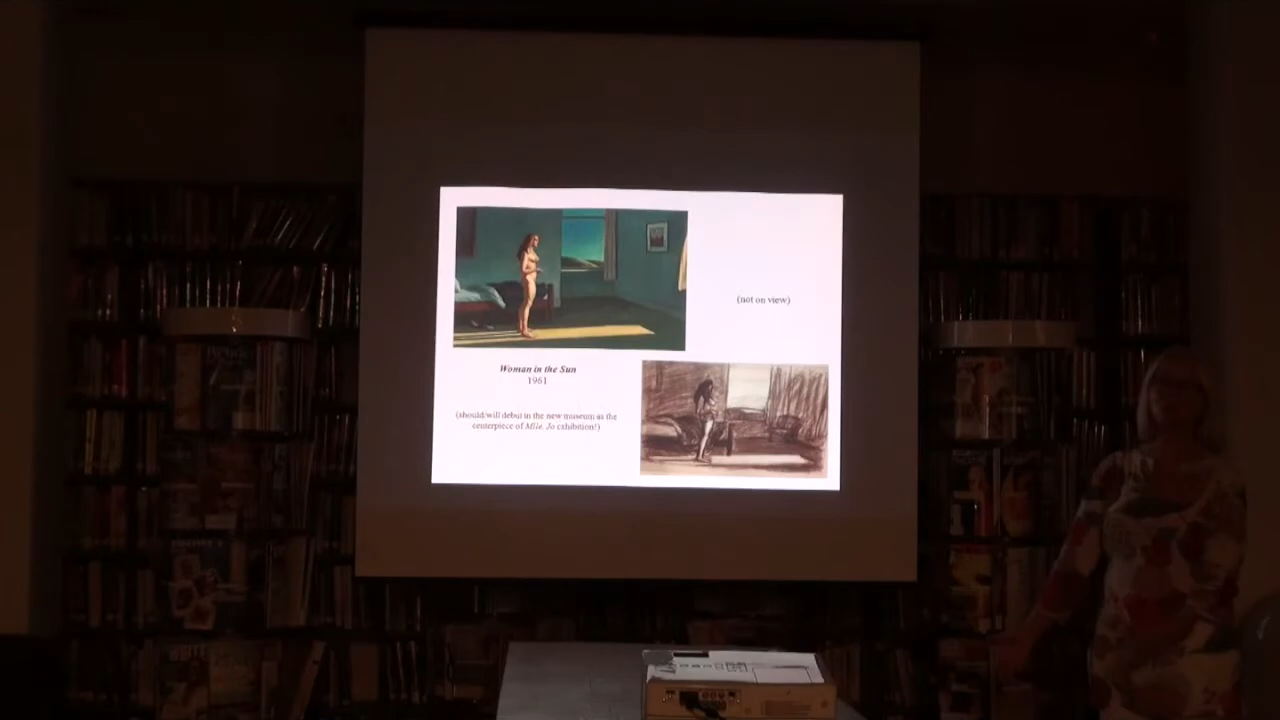 (not on view)
Woman in the Sun
1961
(should/will debut in the new museum as the
centerpiece of Mlle. Jo exhibition!)